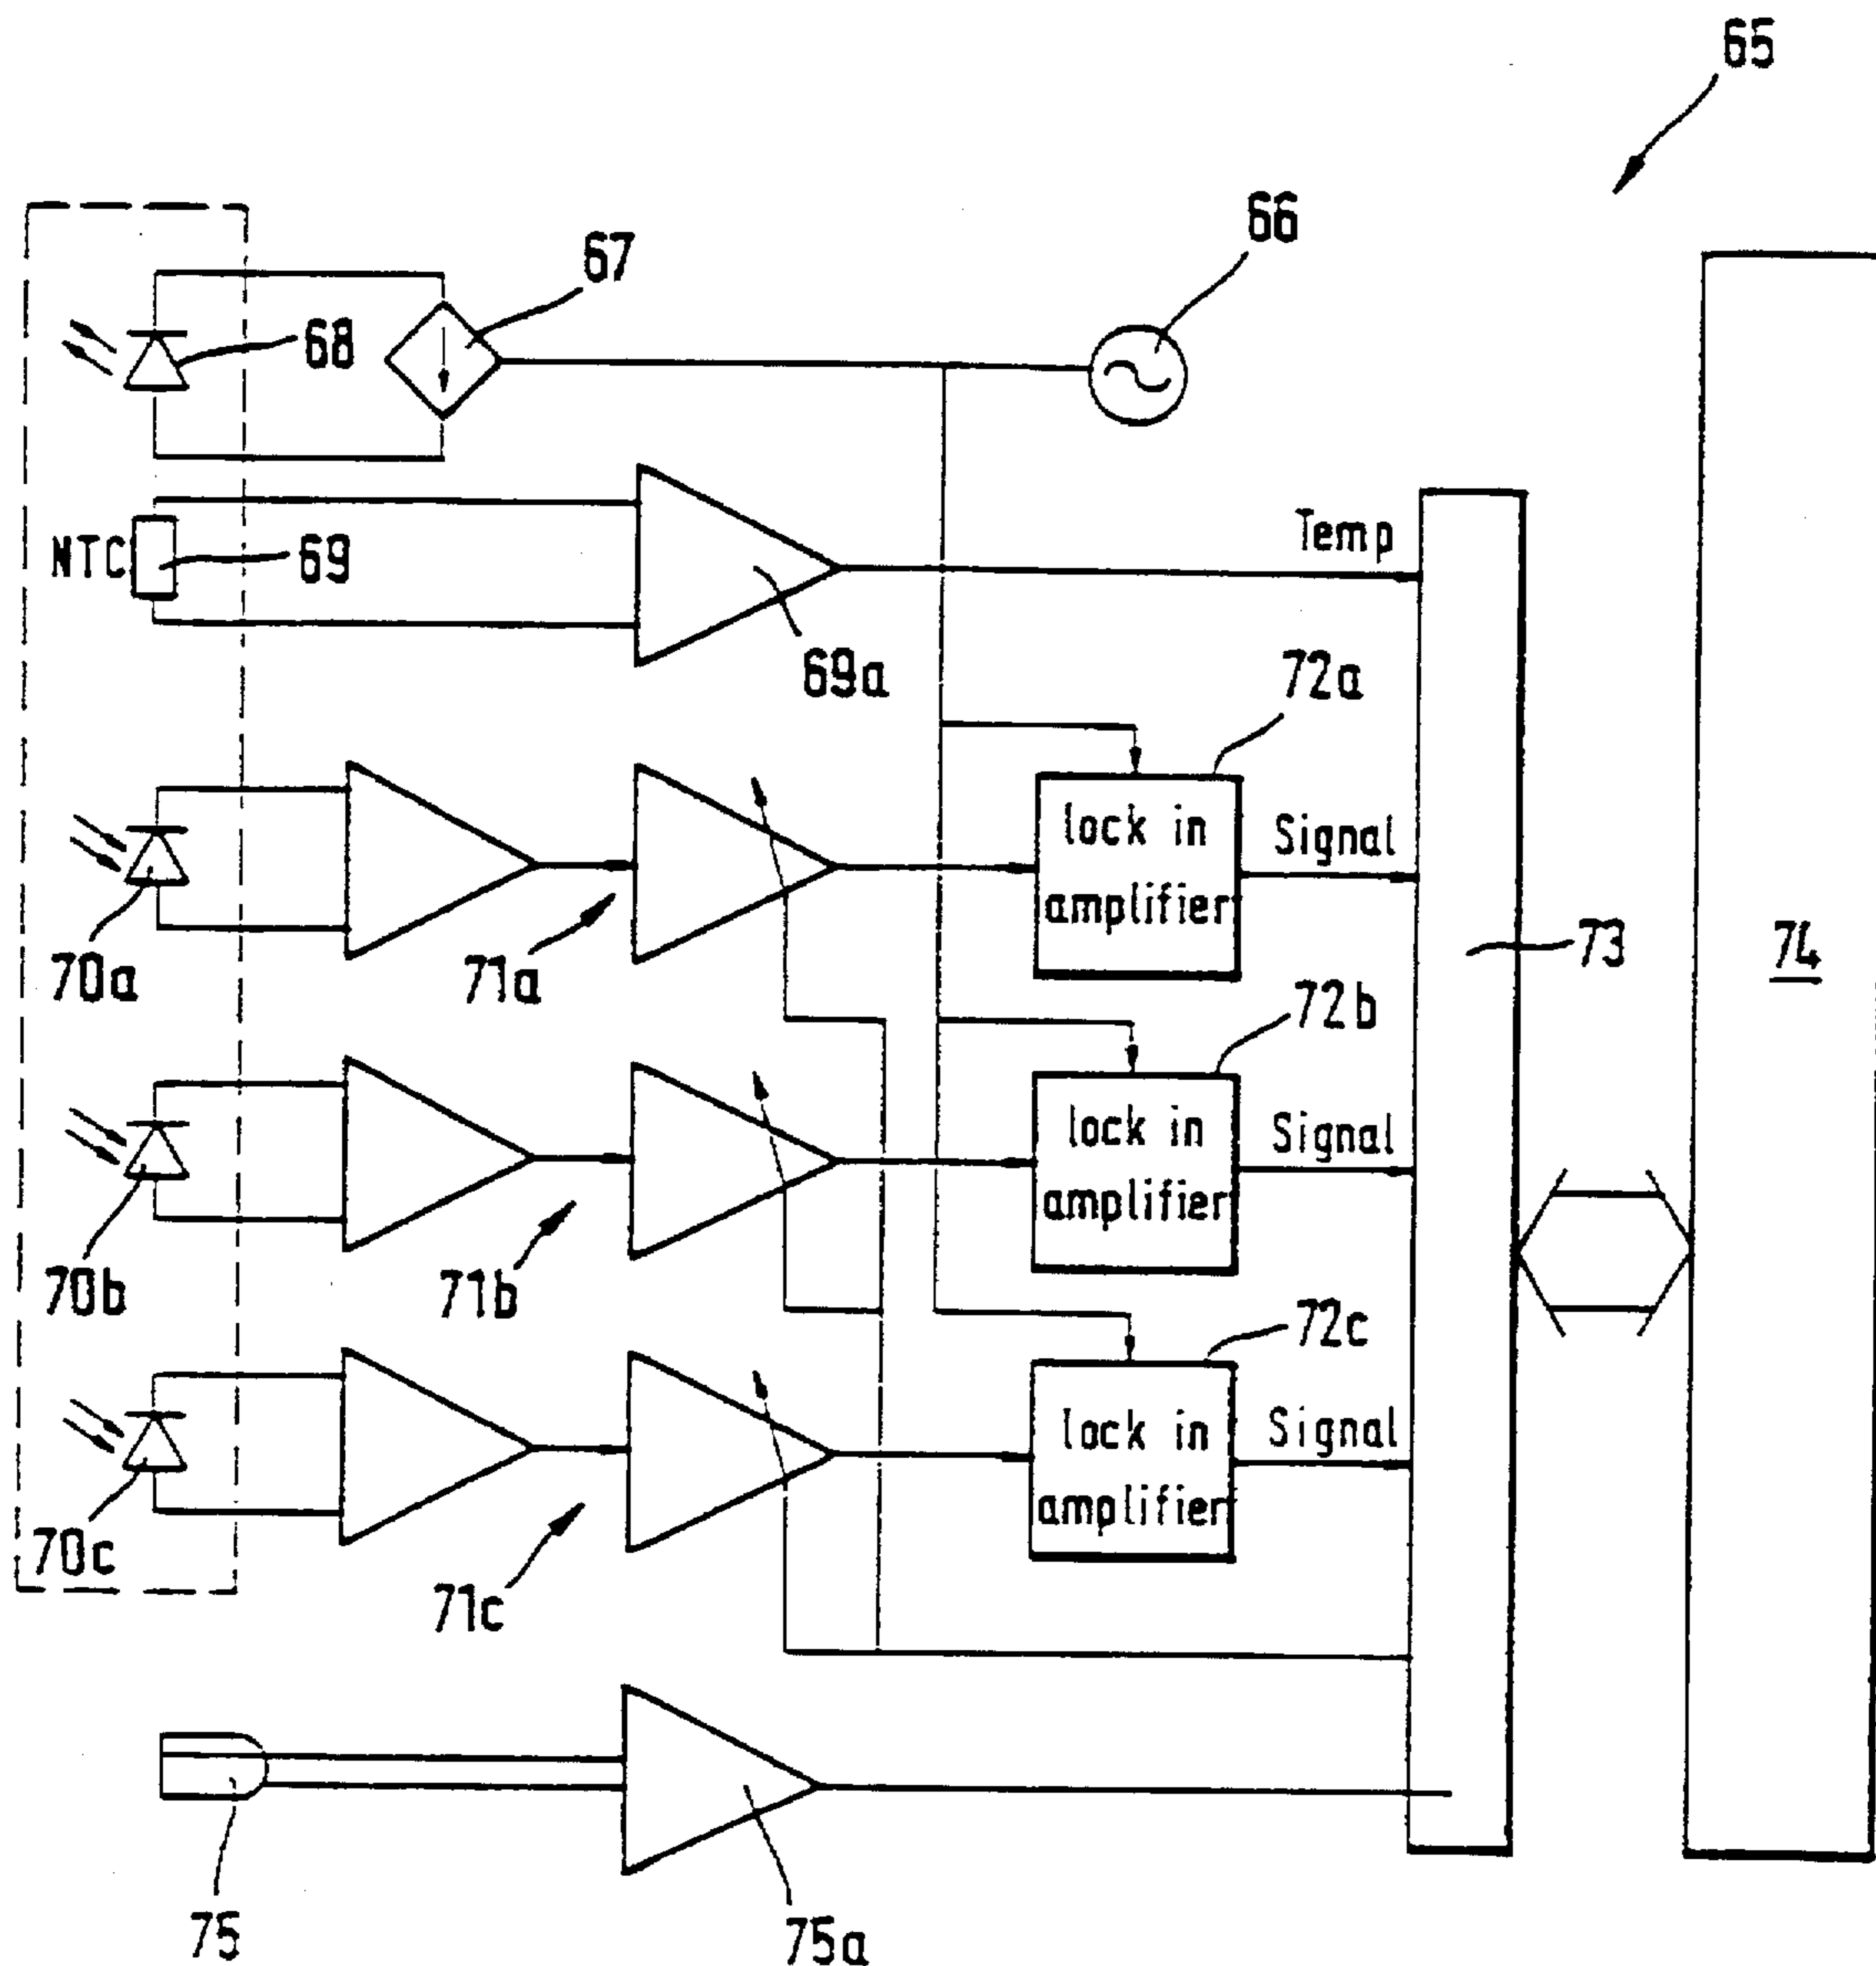 65
66
67
68
NTC
69
Temp
69a
72a
lock in
amplifier
Signal
70a
71a
73
74
72b
lock in
amplifier
Signal
70b
71b
72c
lock in
amplifier
Signal
70c
71c
75
75a